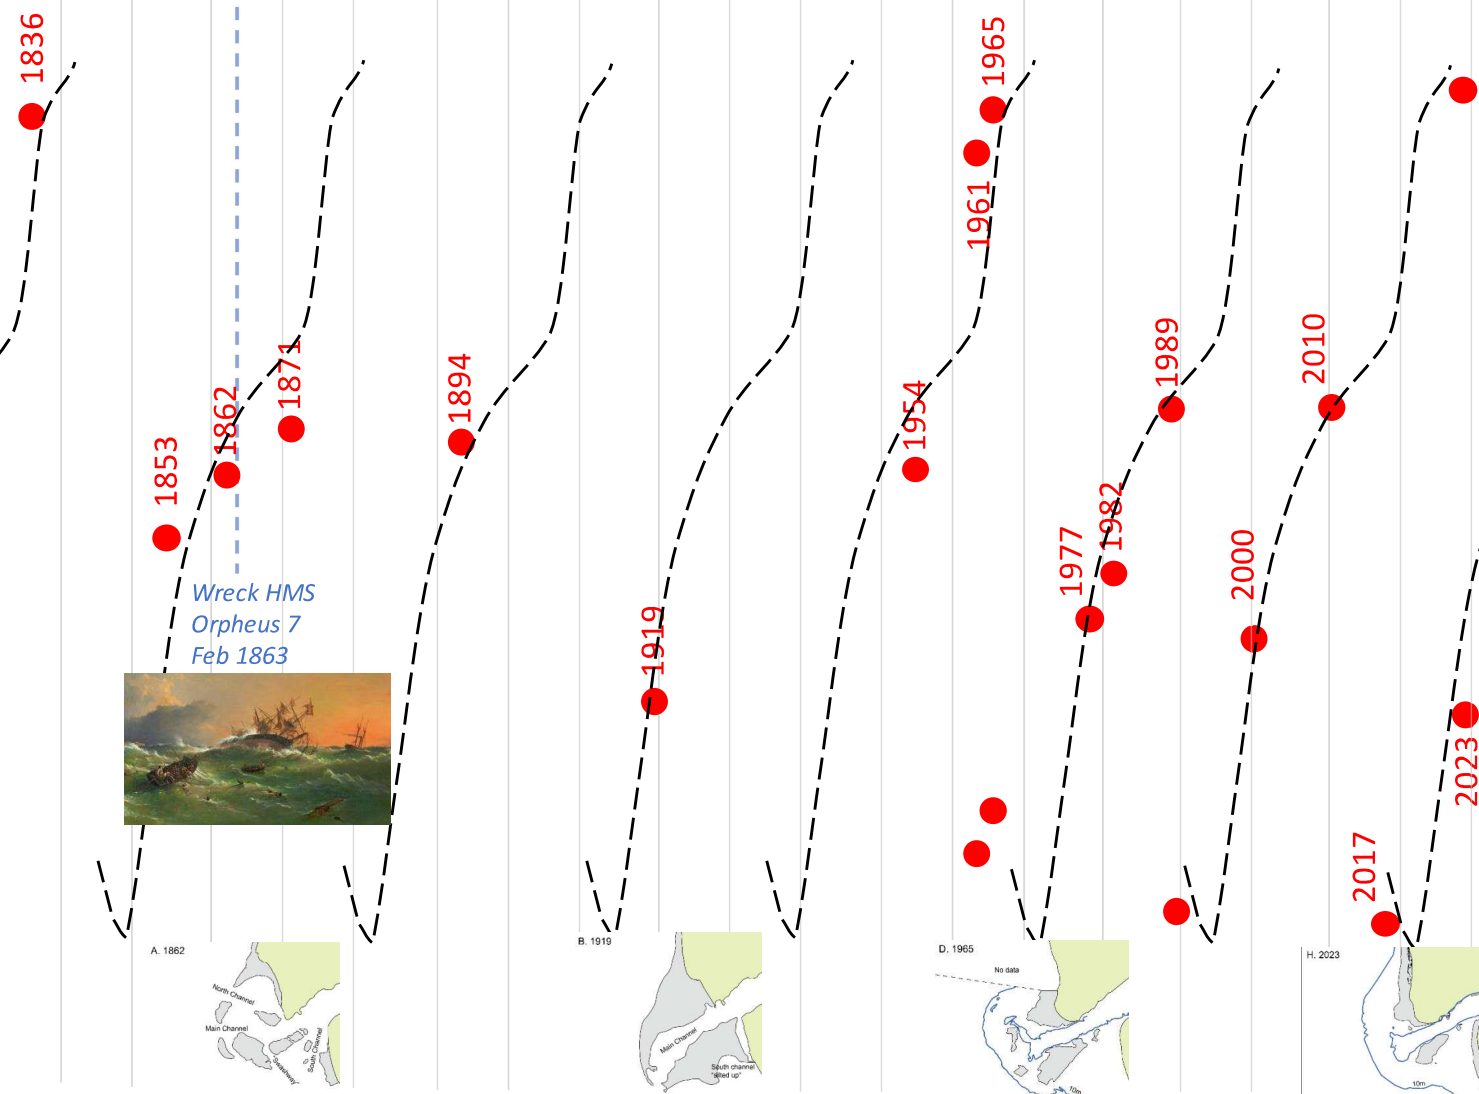 1836
1853
1862
1871
1894
1919
1954
1961
1965
1977
1982
1989
2000
2010
2017
2023
Wreck HMS
Orpheus 7
Feb 1863
A. 1862
North Channel
Main Channel
"Swashway"
South Channel
B. 1919
Main Channel
South channel
"silted up"
D. 1965
No data
10m
H. 2023
10m